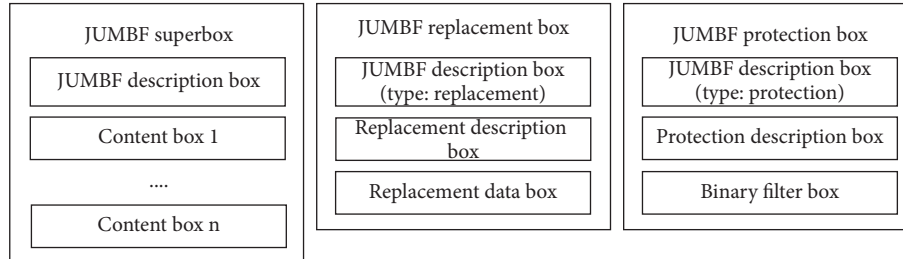 JUMBF superbox
JUMBF description box
Content box 1
....
Content box n
JUMBF replacement box
JUMBF description box
(type: replacement)
Replacement description
box
Replacement data box
JUMBF protection box
JUMBF description box
(type: protection)
Protection description box
Binary filter box